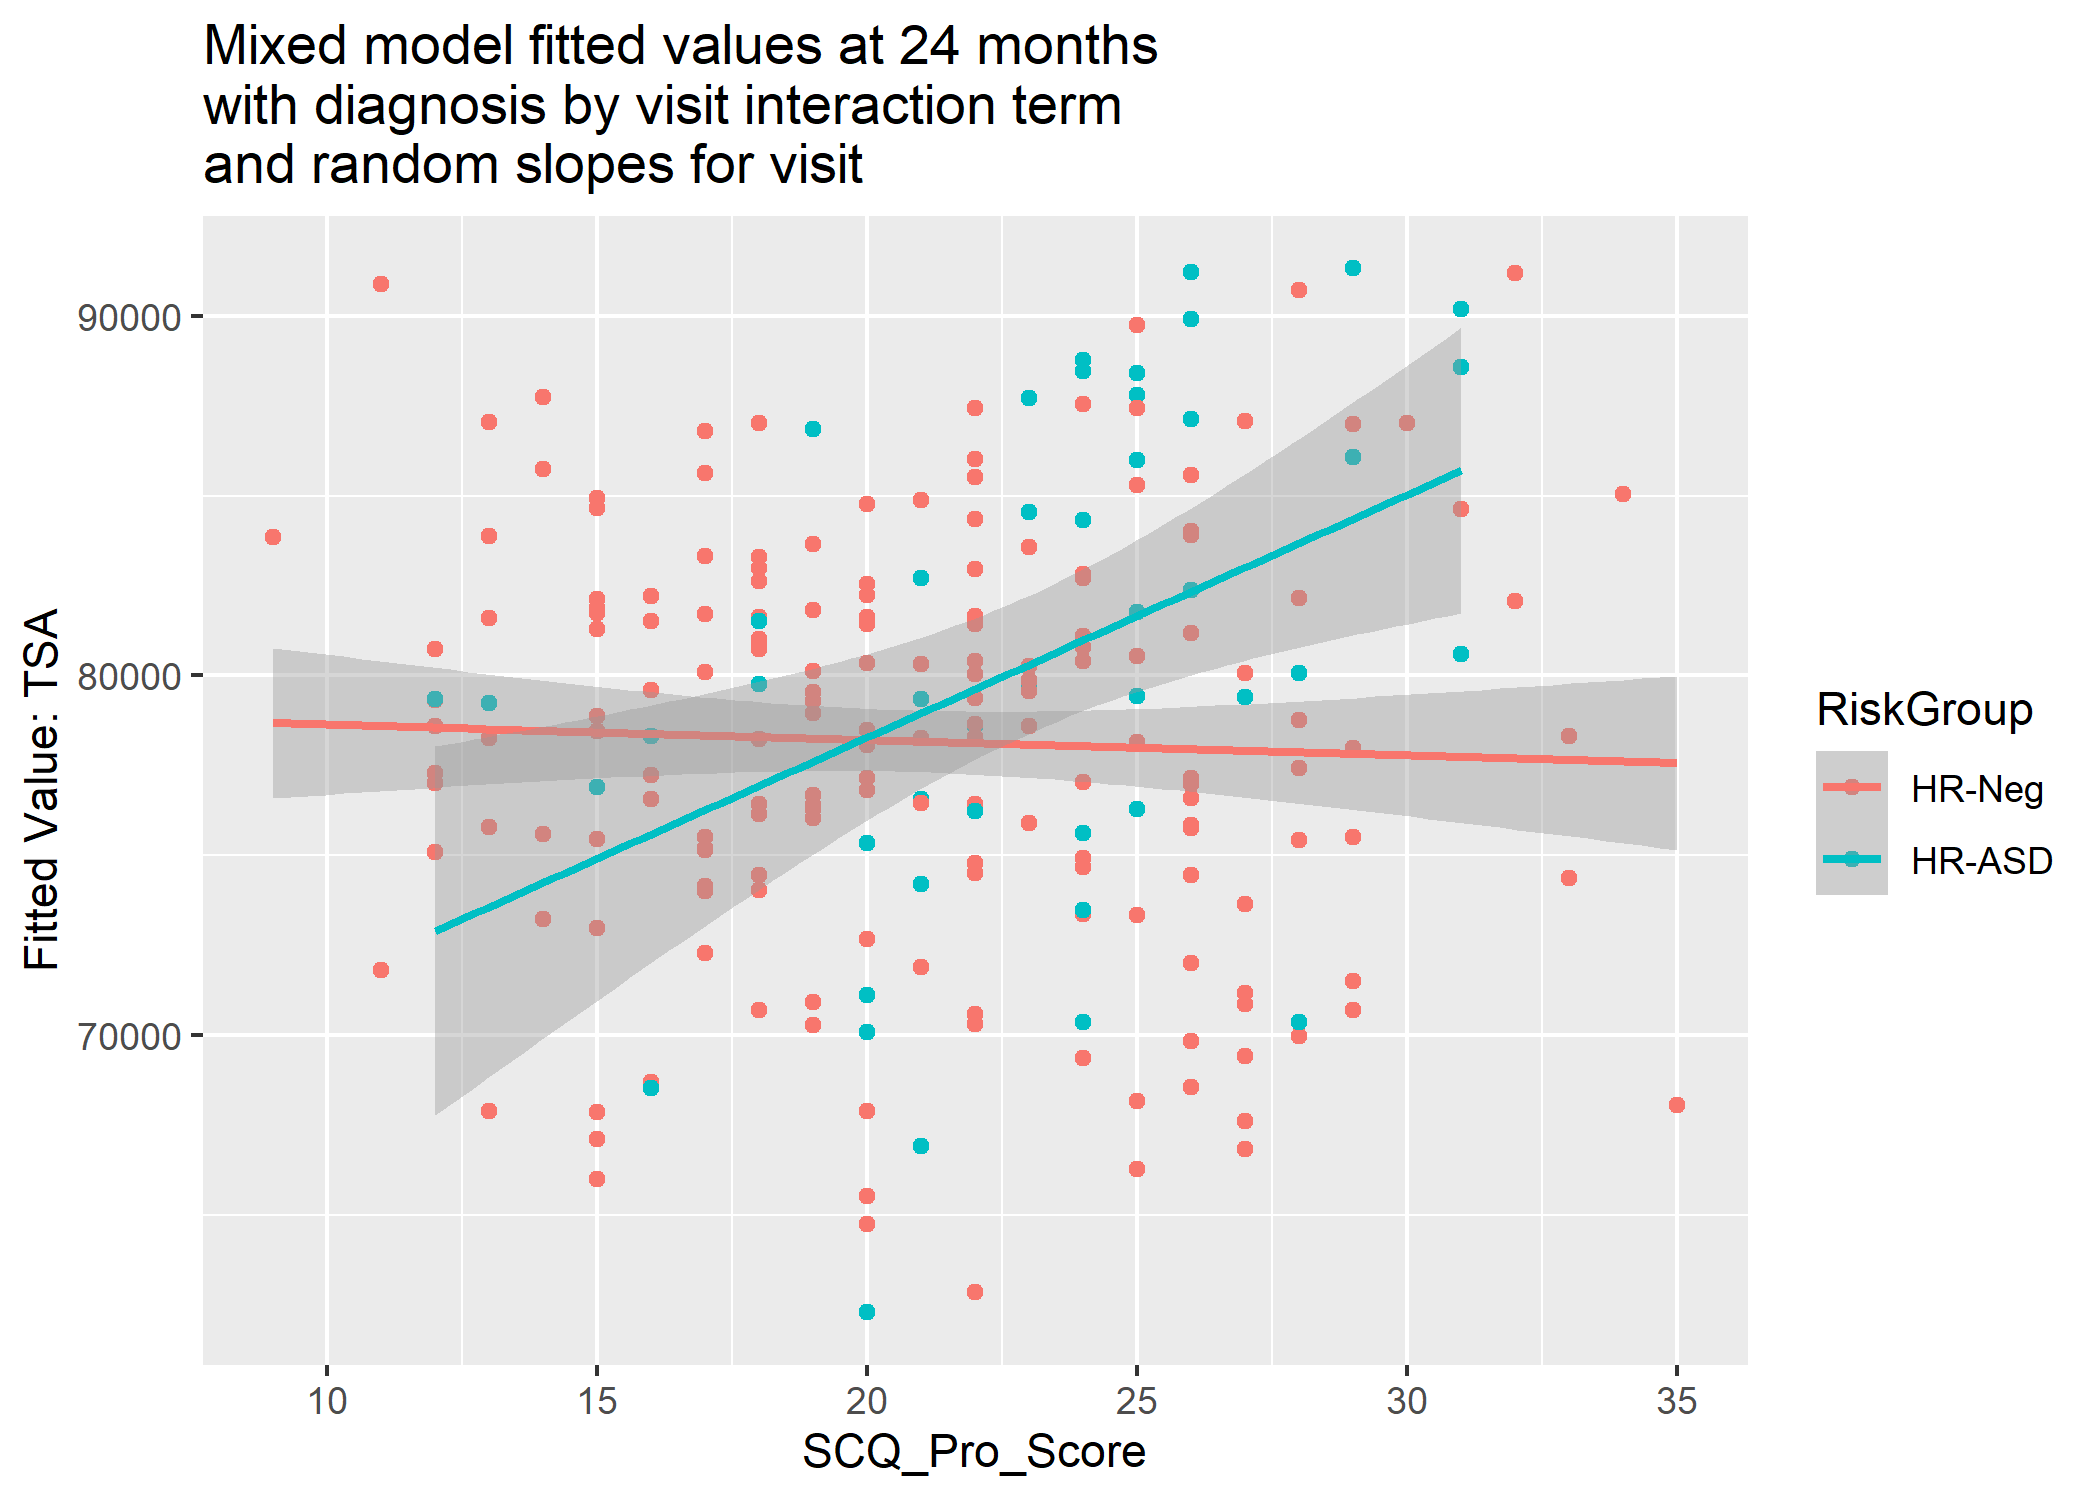 Mixed model fitted values at 24 months
with diagnosis by visit interaction term
and random slopes for visit
Fitted Value: TSA
90000
80000
70000
10 15 20 25 30 35
SCQ_Pro_Score
RiskGroup
HR-Neg
HR-ASD